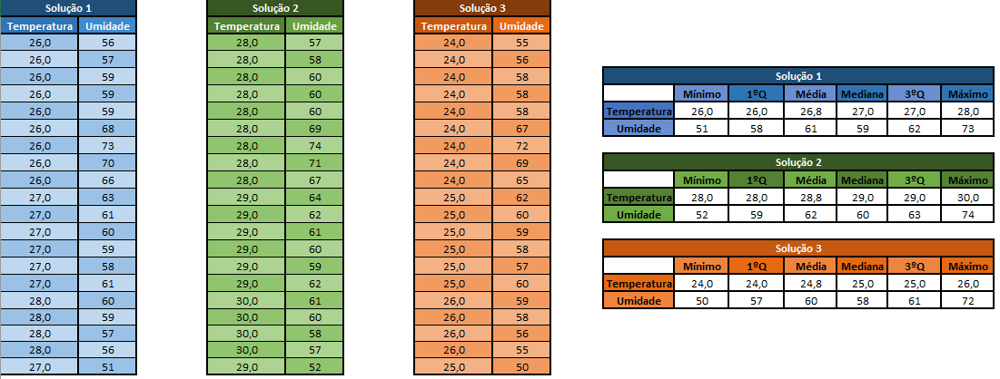 Solução 1 Solução 2 Solução 3
Temperatura Umidade Temperatura Umidade Temperatura Umidade
26,0 56 28,0 57 24,0 55
26,0 57 28,0 58 24,0 56
26,0 59 28,0 60 24,0 58
26,0 59 28,0 60 24,0 58
26,0 59 28,0 60 24,0 58
26,0 68 28,0 69 24,0 67
26,0 73 28,0 74 24,0 72
26,0 70 28,0 71 24,0 69
26,0 66 28,0 67 24,0 65
27,0 63 29,0 64 25,0 62
27,0 61 29,0 62 25,0 60
27,0 60 29,0 61 25,0 59
27,0 59 29,0 60 25,0 58
27,0 58 29,0 59 25,0 57
27,0 61 29,0 62 25,0 60
28,0 60 30,0 61 26,0 59
28,0 59 30,0 60 26,0 58
28,0 57 30,0 58 26,0 56
28,0 56 30,0 57 26,0 55
27,0 51 29,0 52 25,0 50
Solução 1
Mínimo 1ºQ Média Mediana 3ºQ Máximo
Temperatura 26,0 26,0 26,8 27,0 27,0 28,0
Umidade 51 58 61 59 62 73
Solução 2
Mínimo 1ºQ Média Mediana 3ºQ Máximo
Temperatura 28,0 28,0 28,8 29,0 29,0 30,0
Umidade 52 59 62 60 63 74
Solução 3
Mínimo 1ºQ Média Mediana 3ºQ Máximo
Temperatura 24,0 24,0 24,8 25,0 25,0 26,0
Umidade 50 57 60 58 61 72